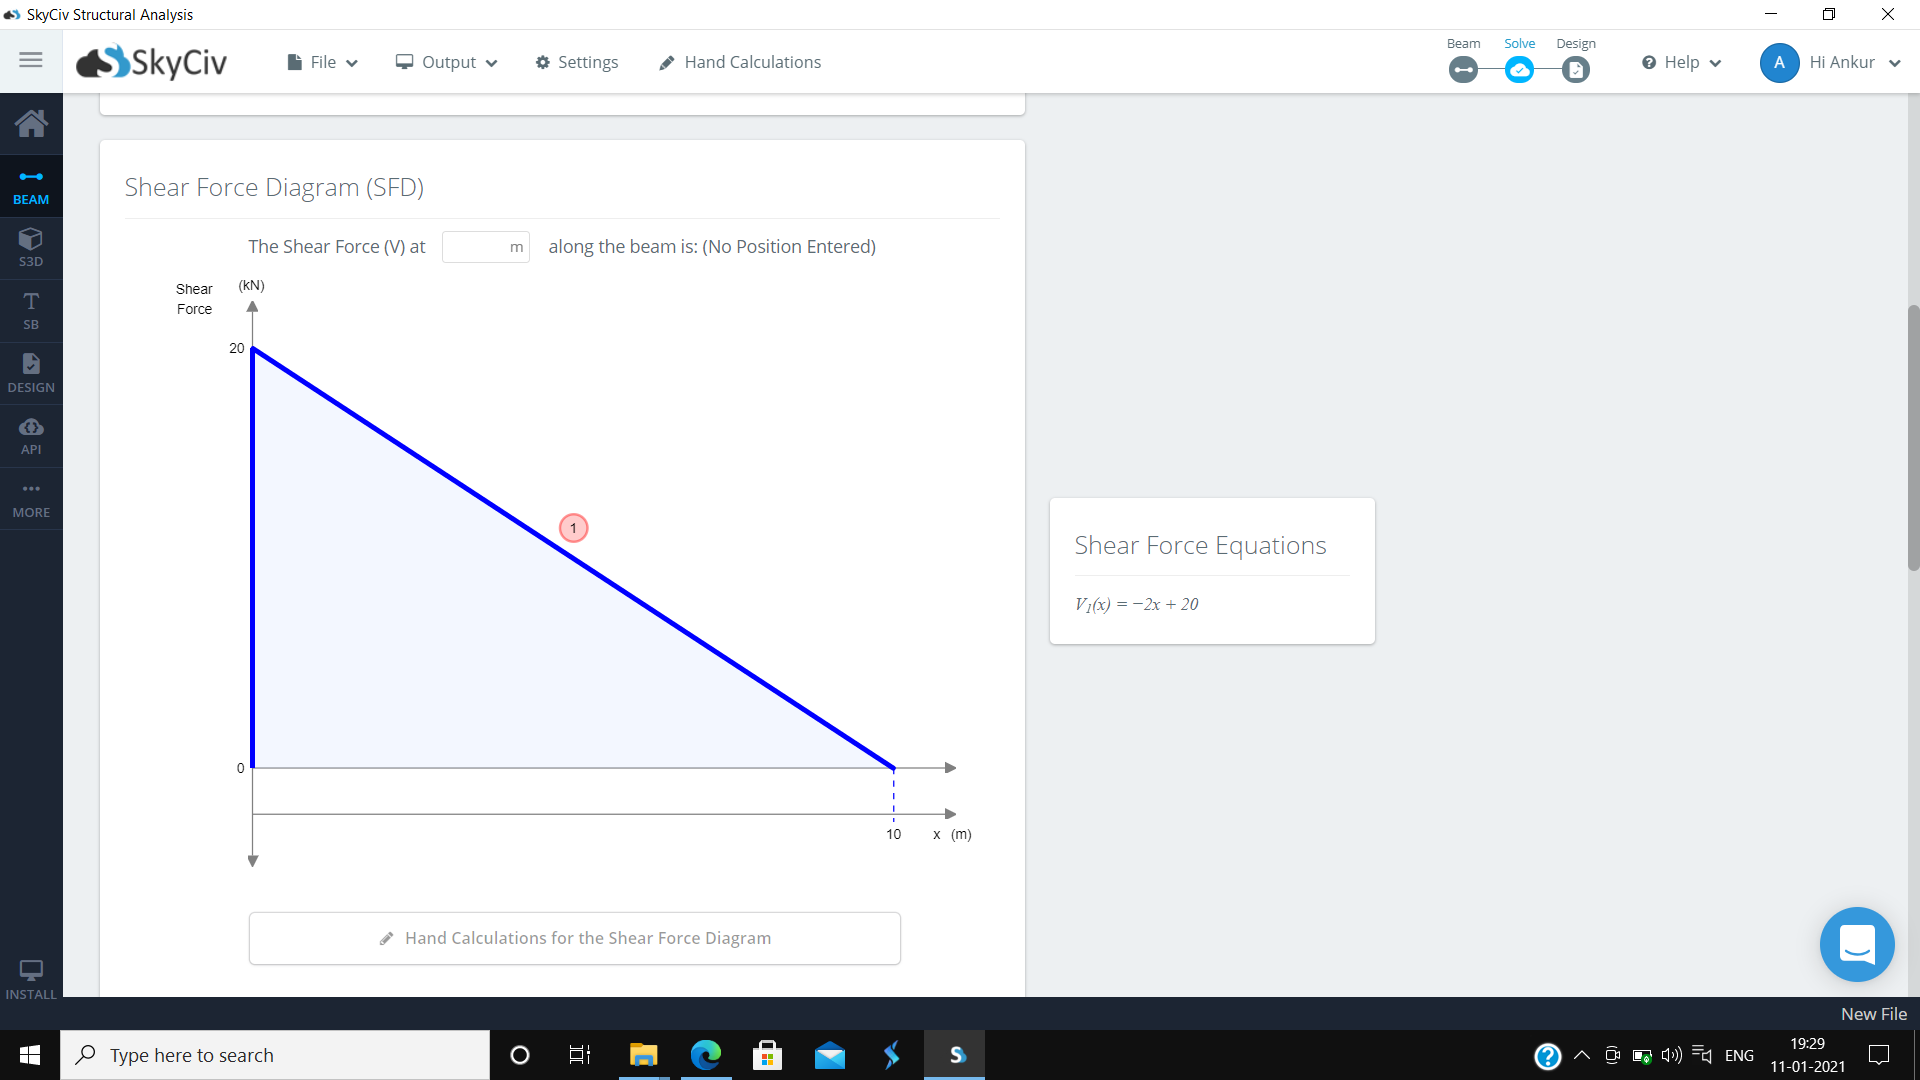 SkyCiv Structural Analysis
SkyCiv
File
Output
Settings
Hand Calculations
Beam
Solve
Design
Help
A
Hi Ankur
BEAM
S3D
T
SB
DESIGN
API
MORE
INSTALL
Shear Force Diagram (SFD)
The Shear Force (V) at m along the beam is: (No Position Entered)
Shear
Force
(kN)
20
1
0
10 x (m)
Hand Calculations for the Shear Force Diagram
Shear Force Equations
V1(x) = −2x + 20
New File
Type here to search
S
ENG
19:29
11-01-2021